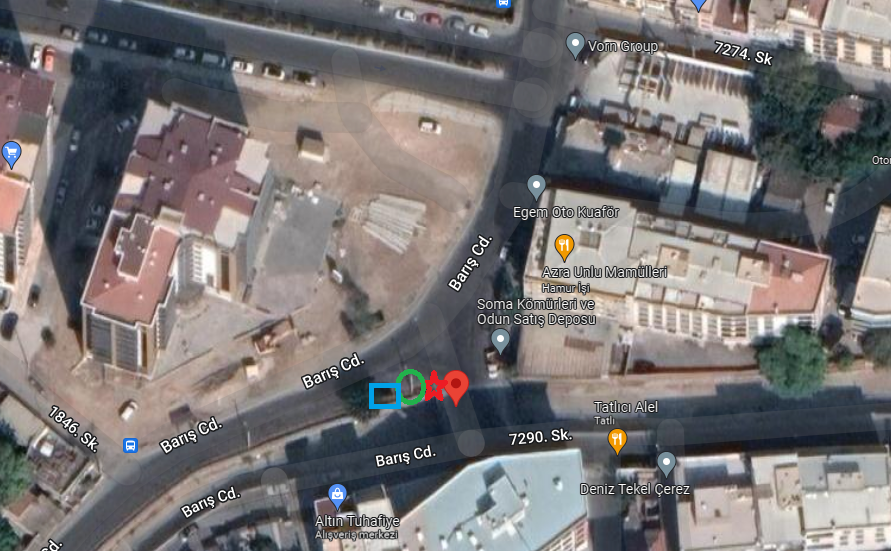 Vorn Group
7274. Sk
Oto
Egem Oto Kuaför
Azra Unlu Mamülleri
Hamur İşi
Barış Cd.
Soma Kömürleri ve
Odun Satış Deposu
Barış Cd.
1846. Sk.
Barış Cd.
Tatlıcı Alel
Tatlı
7290. Sk.
Barış Cd.
Deniz Tekel Çerez
Barış Cd.
Altın Tuhafiye
Alışveriş merkezi
Cd.